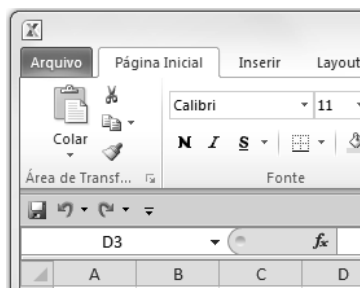 Arquivo Página Inicial Inserir Layout
Calibri 11
Colar
N I S
Área de Transf... Fonte
D3 fx
A B C D